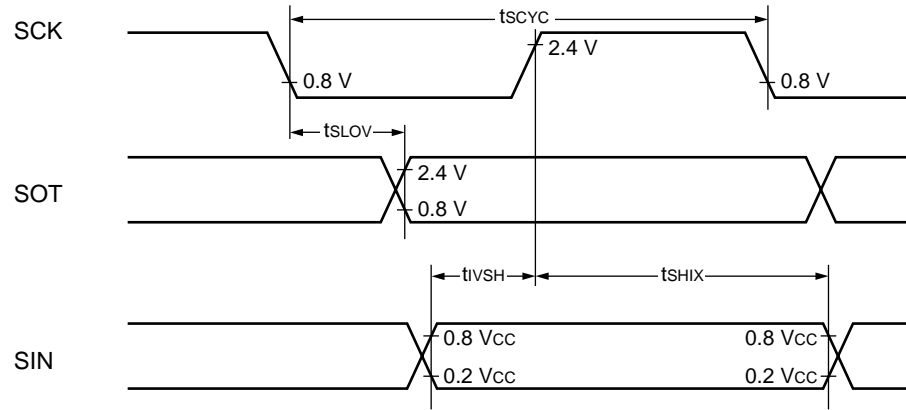 tSCYC
SCK
2.4 V
0.8 V
0.8 V
tSLOV
2.4 V
SOT
0.8 V
tIVSH
tSHIX
0.8 VCC
0.8 VCC
SIN
0.2 VCC
0.2 VCC